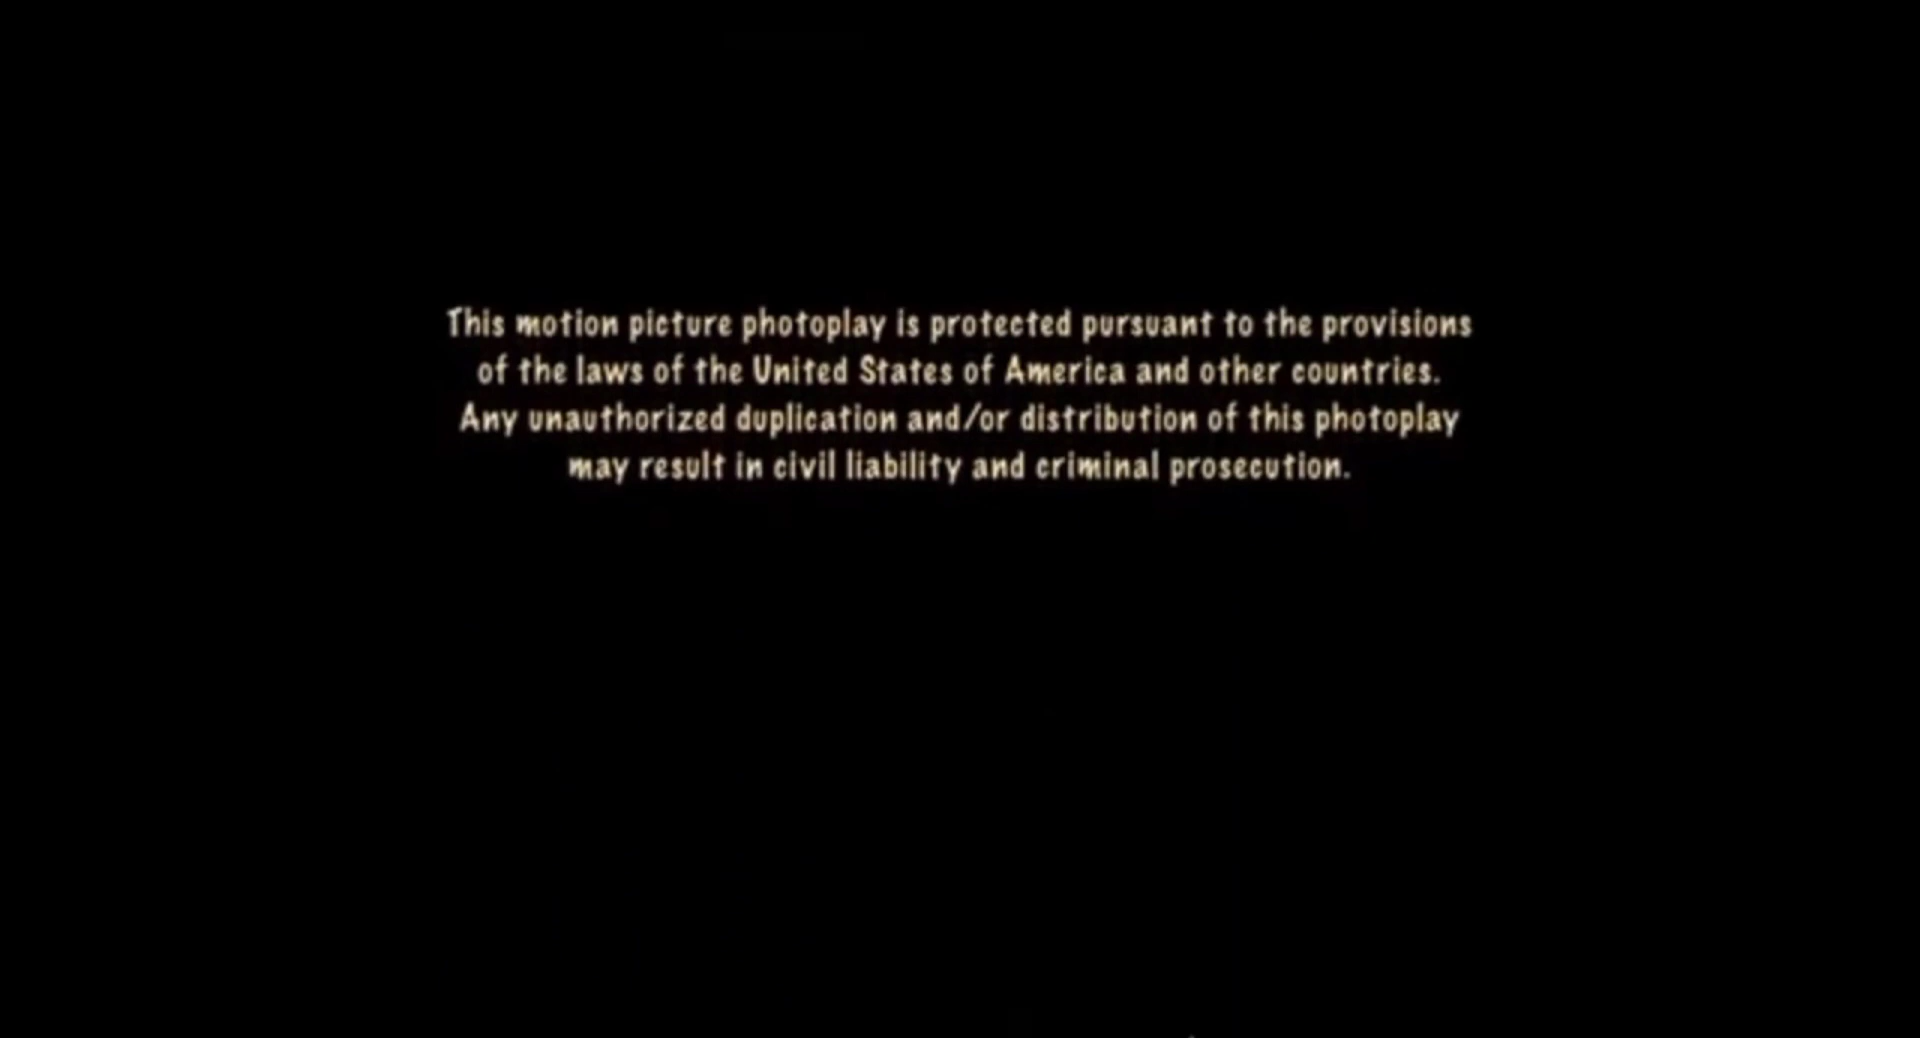 This motion picture photoplay is protected pursuant to the provisions
of the laws of the United States of America and other countries.
Any unauthorized duplication and/or distribution of this photoplay
may result in civil liability and criminal prosecution.